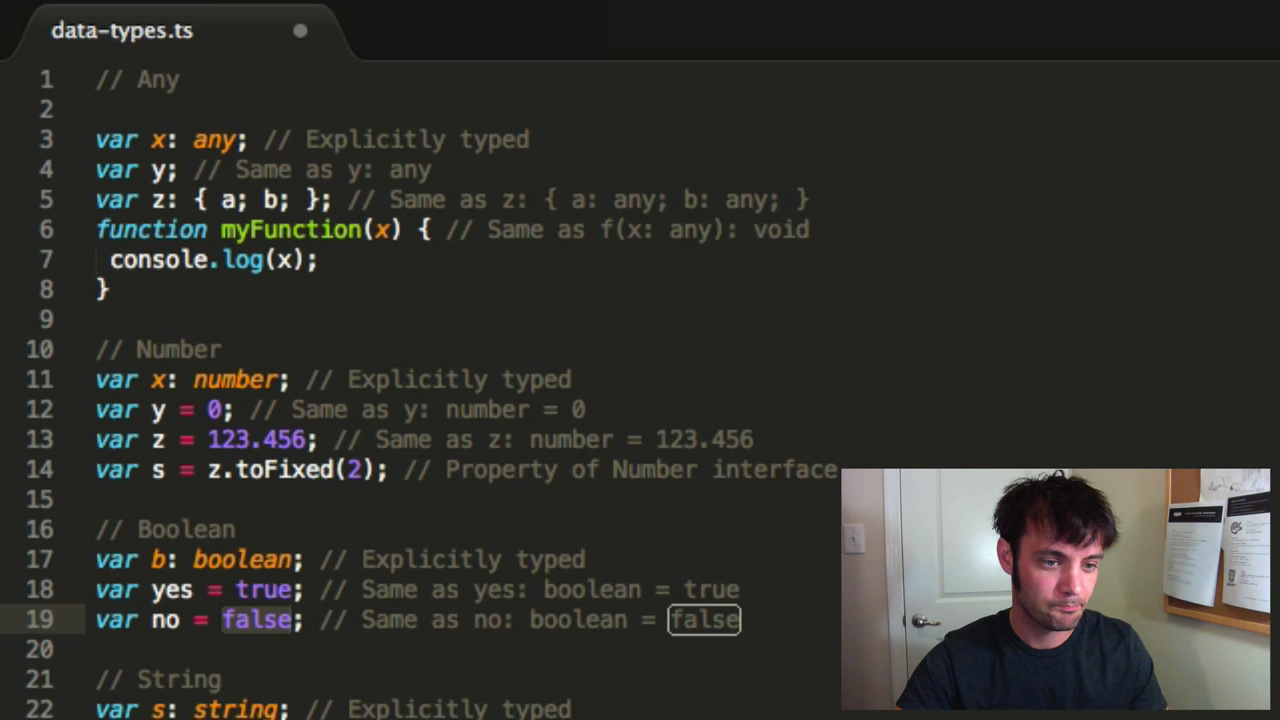 data-types.ts
1 // Any
2
3 var x: any; // Explicitly typed
4 var y; // Same as y: any
5 var z: { a; b; }; // Same as z: { a: any; b: any; }
6 function myFunction(x) { // Same as f(x: any): void
7 console.log(x);
8 }
9
10 // Number
11 var x: number; // Explicitly typed
12 var y = 0; // Same as y: number = 0
13 var z = 123.456; // Same as z: number = 123.456
14 var s = z.toFixed(2); // Property of Number interface
15
16 // Boolean
17 var b: boolean; // Explicitly typed
18 var yes = true; // Same as yes: boolean = true
19 var no = false; // Same as no: boolean = false
20
21 // String
22 var s: string; // Explicitly typed